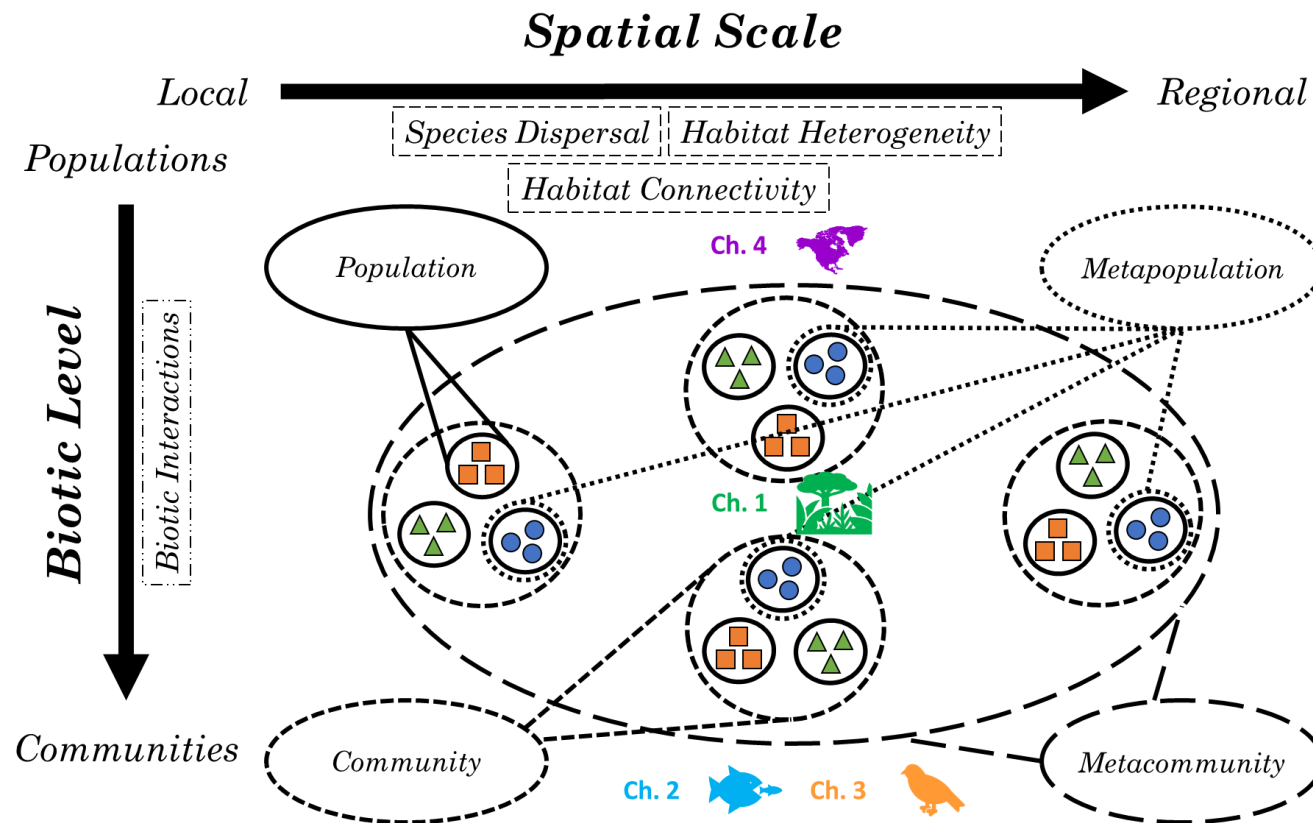 Spatial Scale
Local
Regional
Species Dispersal
Habitat Heterogeneity
Populations
Habitat Connectivity
Ch. 4
Population
Metapopulation
Biotic Level
Biotic Interactions
Ch. 1
Communities
Community
Metacommunity
Ch. 2
Ch. 3